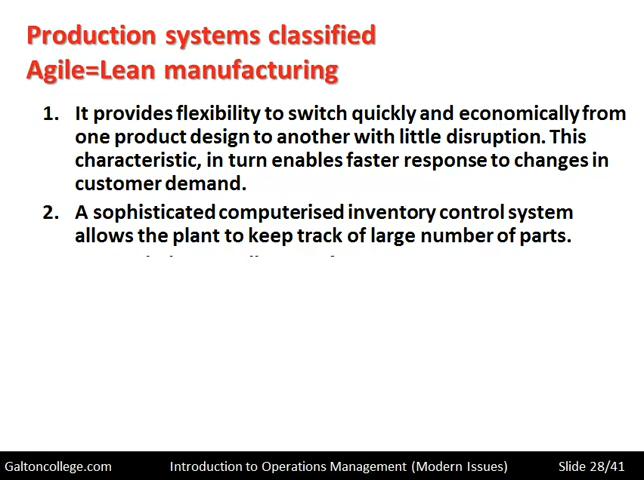 Production systems classified
Agile=Lean manufacturing
1. It provides flexibility to switch quickly and economically from
one product design to another with little disruption. This
characteristic, in turn enables faster response to changes in
customer demand.
2. A sophisticated computerised inventory control system
allows the plant to keep track of large number of parts.
Galtoncollege.com Introduction to Operations Management (Modern Issues) Slide 28/41